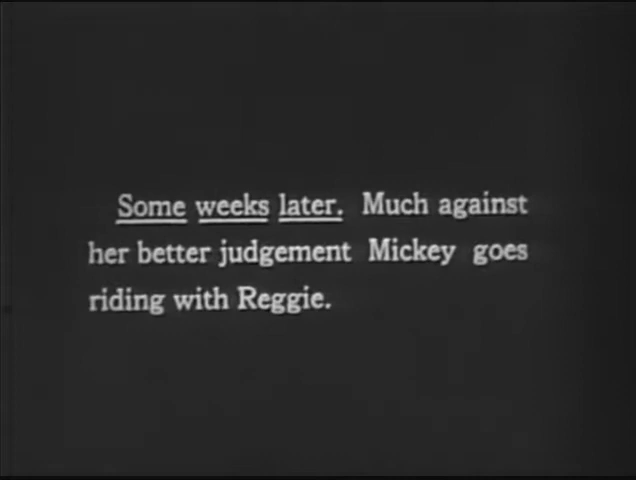 Some weeks later. Much against
her better judgement Mickey goes
riding with Reggie.